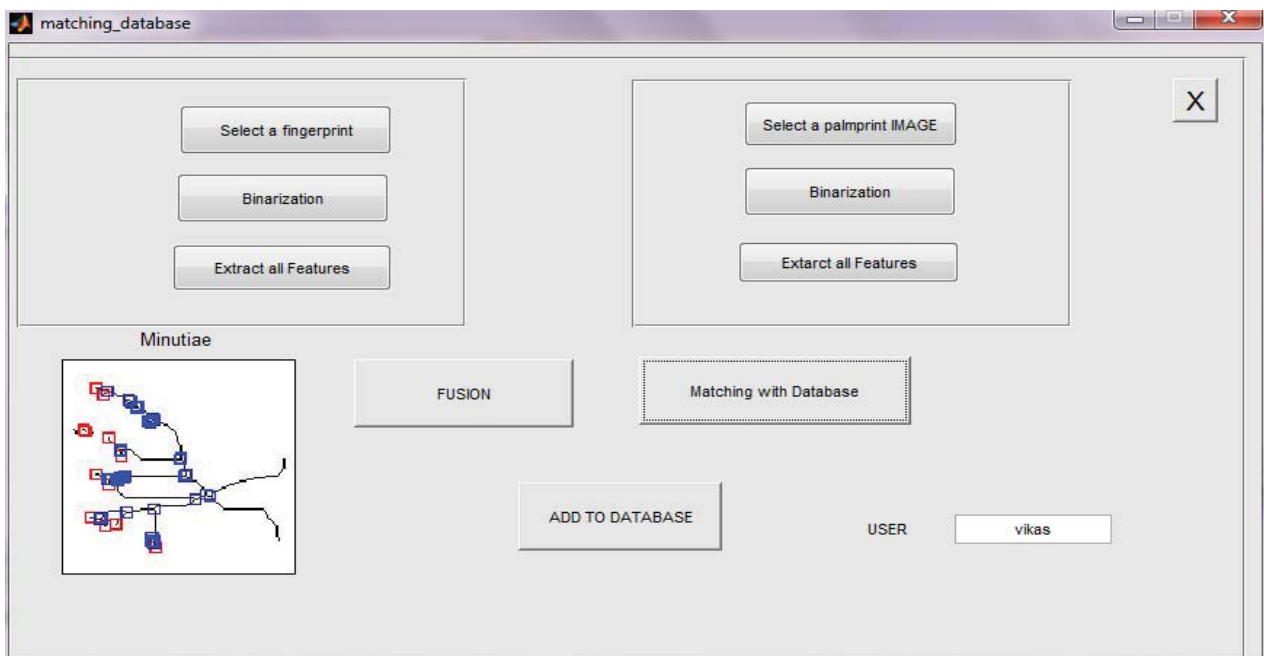 matching_database
X
Select a fingerprint
Binarization
Extract all Features
Select a palmprint IMAGE
Binarization
Extarct all Features
X
Minutiae
FUSION
Matching with Database
ADD TO DATABASE
USER
vikas